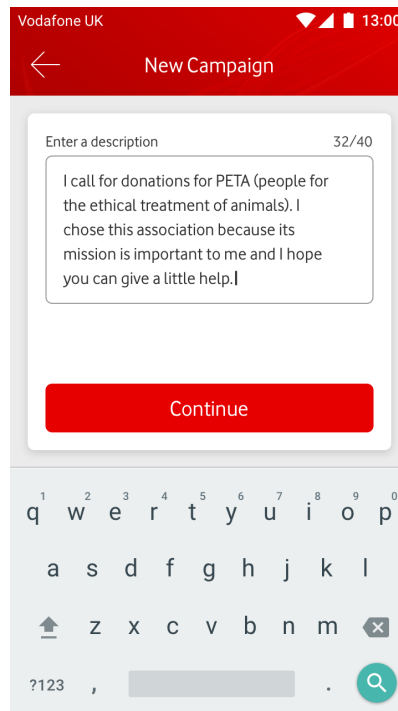 Vodafone UK 13:00
New Campaign
Enter a description 32/40
I call for donations for PETA (people for
the ethical treatment of animals). I
chose this association because its
mission is important to me and I hope
you can give a little help.
Continue
1 2 3 4 5 6 7 8 9 0
q w e r t y u i o p
a s d f g h j k l
z x c v b n m
?123 , .